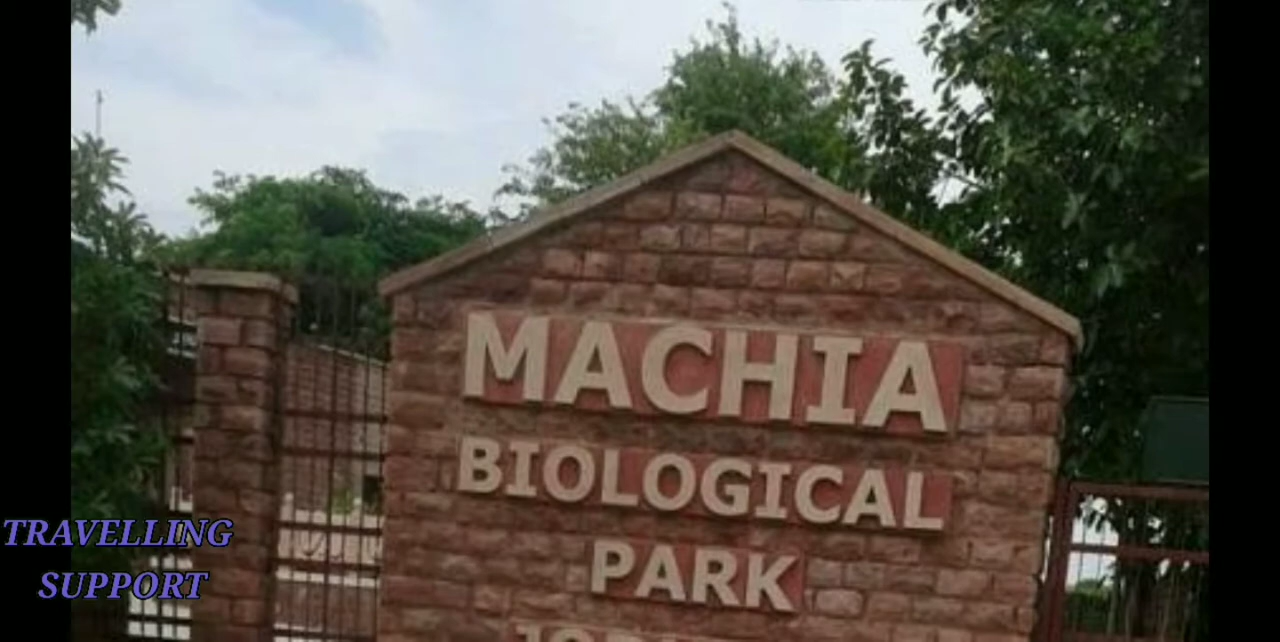 MACHIA
BIOLOGICAL
PARK
TRAVELLING
SUPPORT